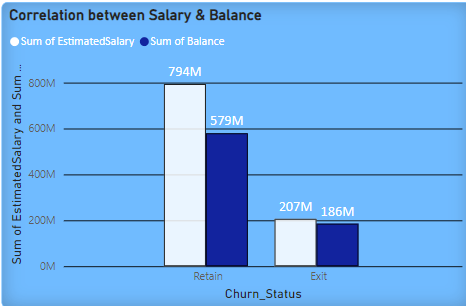 Correlation between Salary & Balance
Sum of EstimatedSalary Sum of Balance
Sum of EstimatedSalary and Sum ...
800M
600M
400M
200M
0M
794M
579M
207M
186M
Retain Exit
Churn_Status